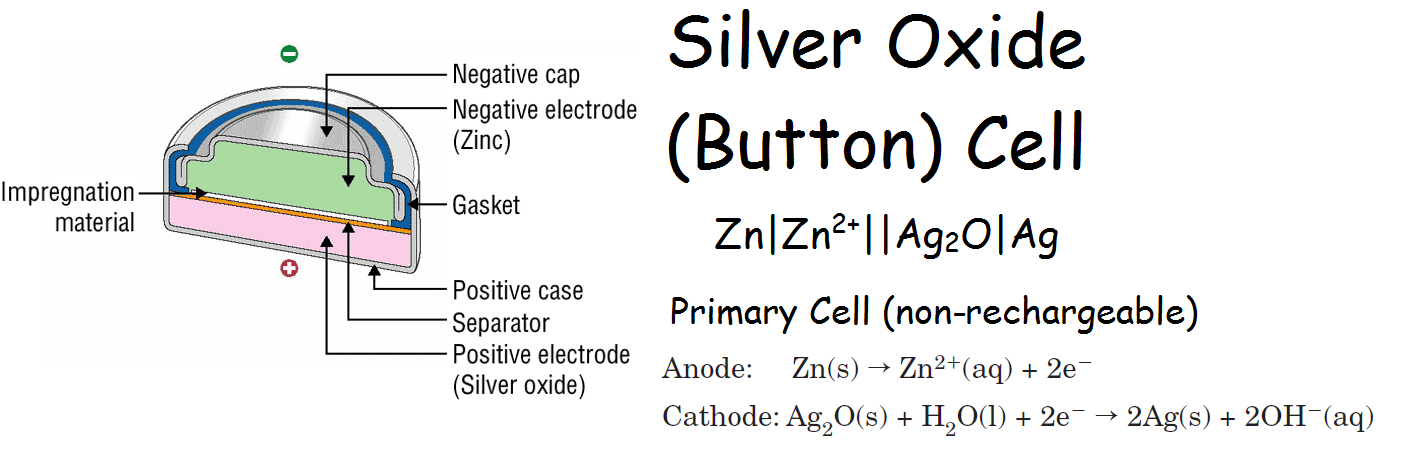 Negative cap
Negative electrode
(Zinc)
Impregnation
material
Gasket
Positive case
Separator
Positive electrode
(Silver oxide)
Silver Oxide
(Button) Cell
Zn|Zn²⁺||Ag₂O|Ag
Primary Cell (non-rechargeable)
Anode: Zn(s) → Zn²⁺(aq) + 2e⁻
Cathode: Ag₂O(s) + H₂O(l) + 2e⁻ → 2Ag(s) + 2OH⁻(aq)